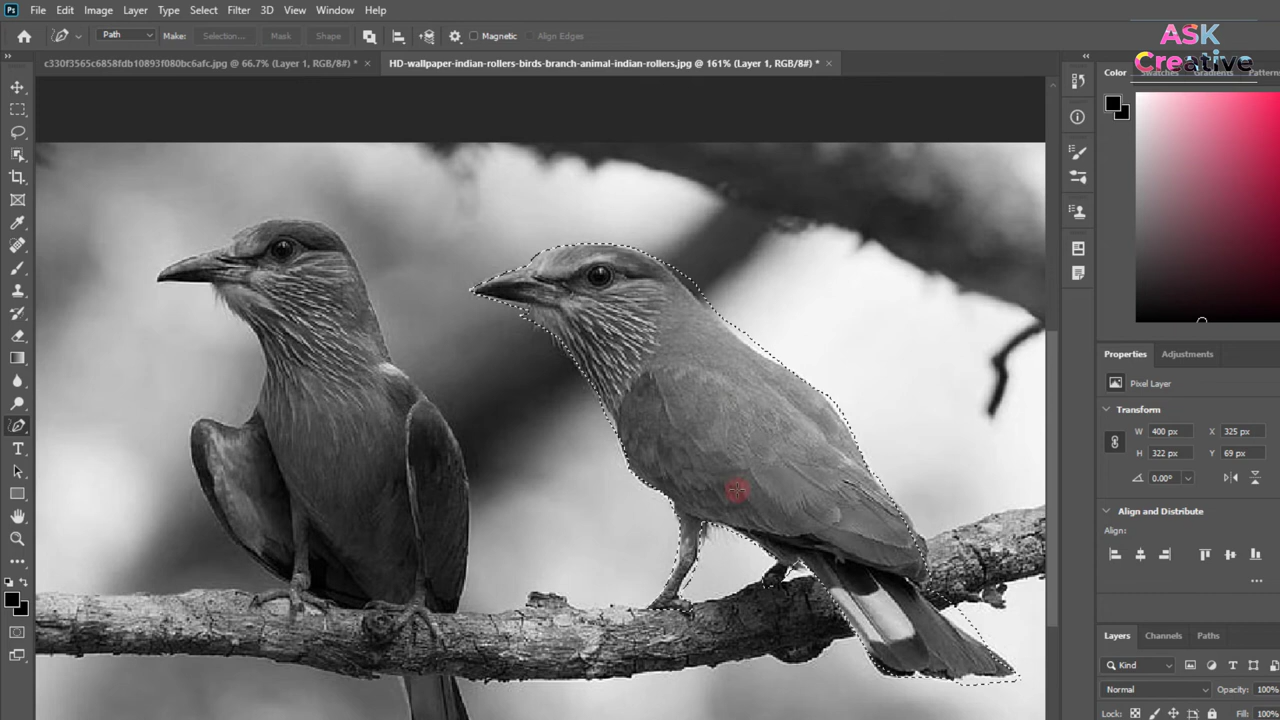 Ps File Edit Image Layer Type Select Filter 3D View Window Help
Path Make: Selection... Mask Shape Magnetic Align Edges
ASK
Creative
c330f3565c6858fdb10893f080bc6afc.jpg @ 66.7% (Layer 1, RGB/8#) * × HD-wallpaper-indian-rollers-birds-branch-animal-indian-rollers.jpg @ 161% (Layer 1, RGB/8#) * ×
Color Swatches Gradients Patterns
Properties Adjustments
Pixel Layer
Transform
W 400 px X 325 px
H 322 px Y 69 px
0.00°
Align and Distribute
Align:
Layers Channels Paths
Kind
Normal Opacity: 100%
Lock: Fill: 100%